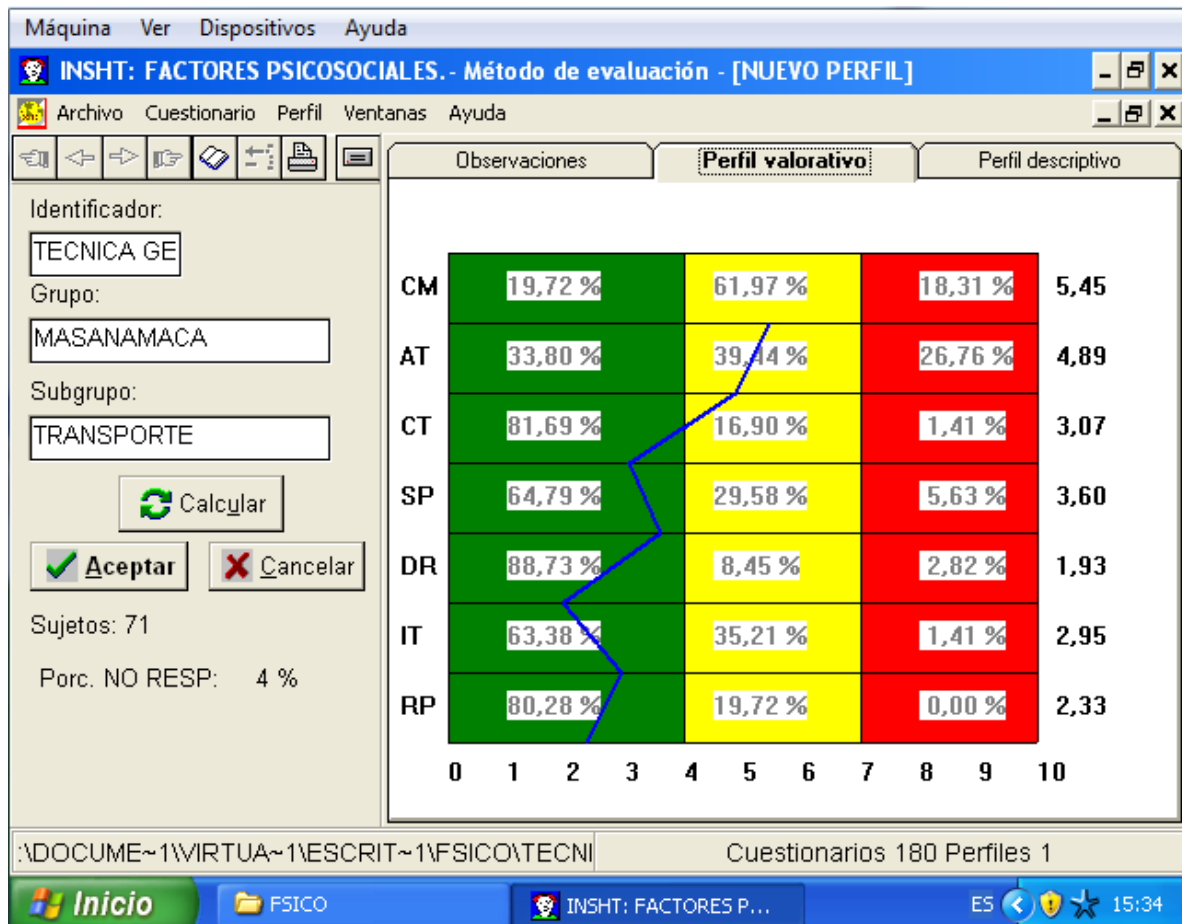 Máquina Ver Dispositivos Ayuda
INSHT: FACTORES PSICOSOCIALES.- Método de evaluación - [NUEVO PERFIL]
Archivo Cuestionario Perfil Ventanas Ayuda
Observaciones Perfil valorativo Perfil descriptivo
Identificador:
TECNICA GE
Grupo:
MASANAMACA
Subgrupo:
TRANSPORTE
Calcular
Aceptar Cancelar
Sujetos: 71
Porc. NO RESP: 4 %
CM 19,72 % 61,97 % 18,31 % 5,45
AT 33,80 % 39,44 % 26,76 % 4,89
CT 81,69 % 16,90 % 1,41 % 3,07
SP 64,79 % 29,58 % 5,63 % 3,60
DR 88,73 % 8,45 % 2,82 % 1,93
IT 63,38 % 35,21 % 1,41 % 2,95
RP 80,28 % 19,72 % 0,00 % 2,33
0 1 2 3 4 5 6 7 8 9 10
:\DOCUME~1\VIRTUA~1\ESCRIT~1\FSICO\TECNI Cuestionarios 180 Perfiles 1
Inicio FSICO INSHT: FACTORES P... ES 15:34